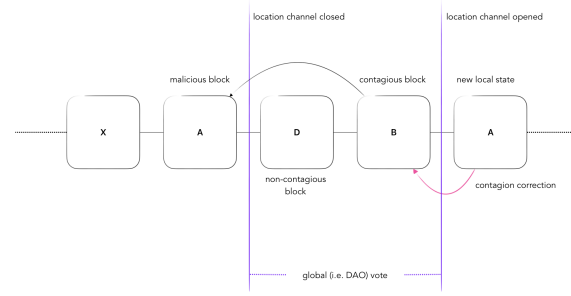 location channel closed
location channel opened
malicious block
contagious block
new local state
X
A
D
B
A
non-contagious
block
contagion correction
global (i.e. DAO) vote